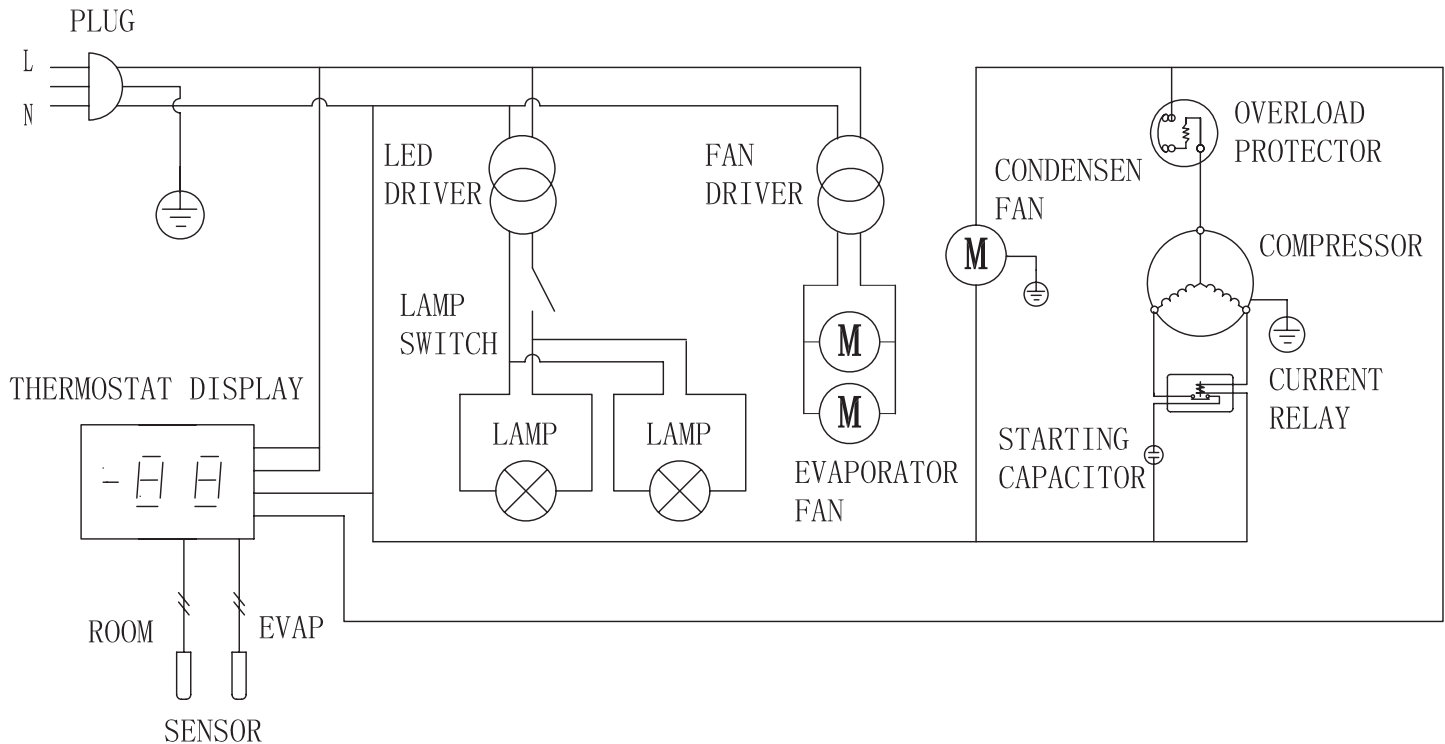 PLUG
L
N
LED
DRIVER
FAN
DRIVER
CONDENSEN
FAN
M
OVERLOAD
PROTECTOR
COMPRESSOR
LAMP
SWITCH
M
M
THERMOSTAT DISPLAY
-88
LAMP
LAMP
EVAPORATOR
FAN
STARTING
CAPACITOR
CURRENT
RELAY
ROOM
EVAP
SENSOR